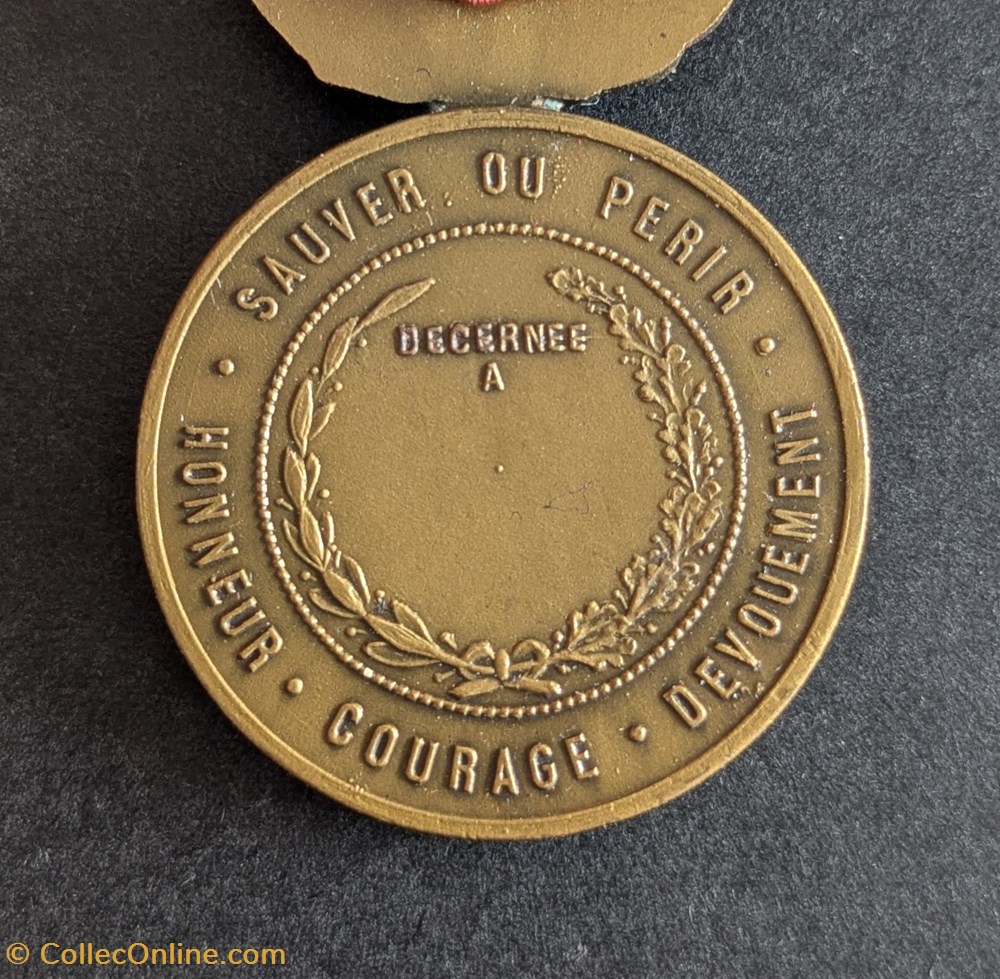 SAUVER OU PERIR
HONNEUR · COURAGE · DEVOUEMENT
DECERNEE
A
© CollecOnline.com